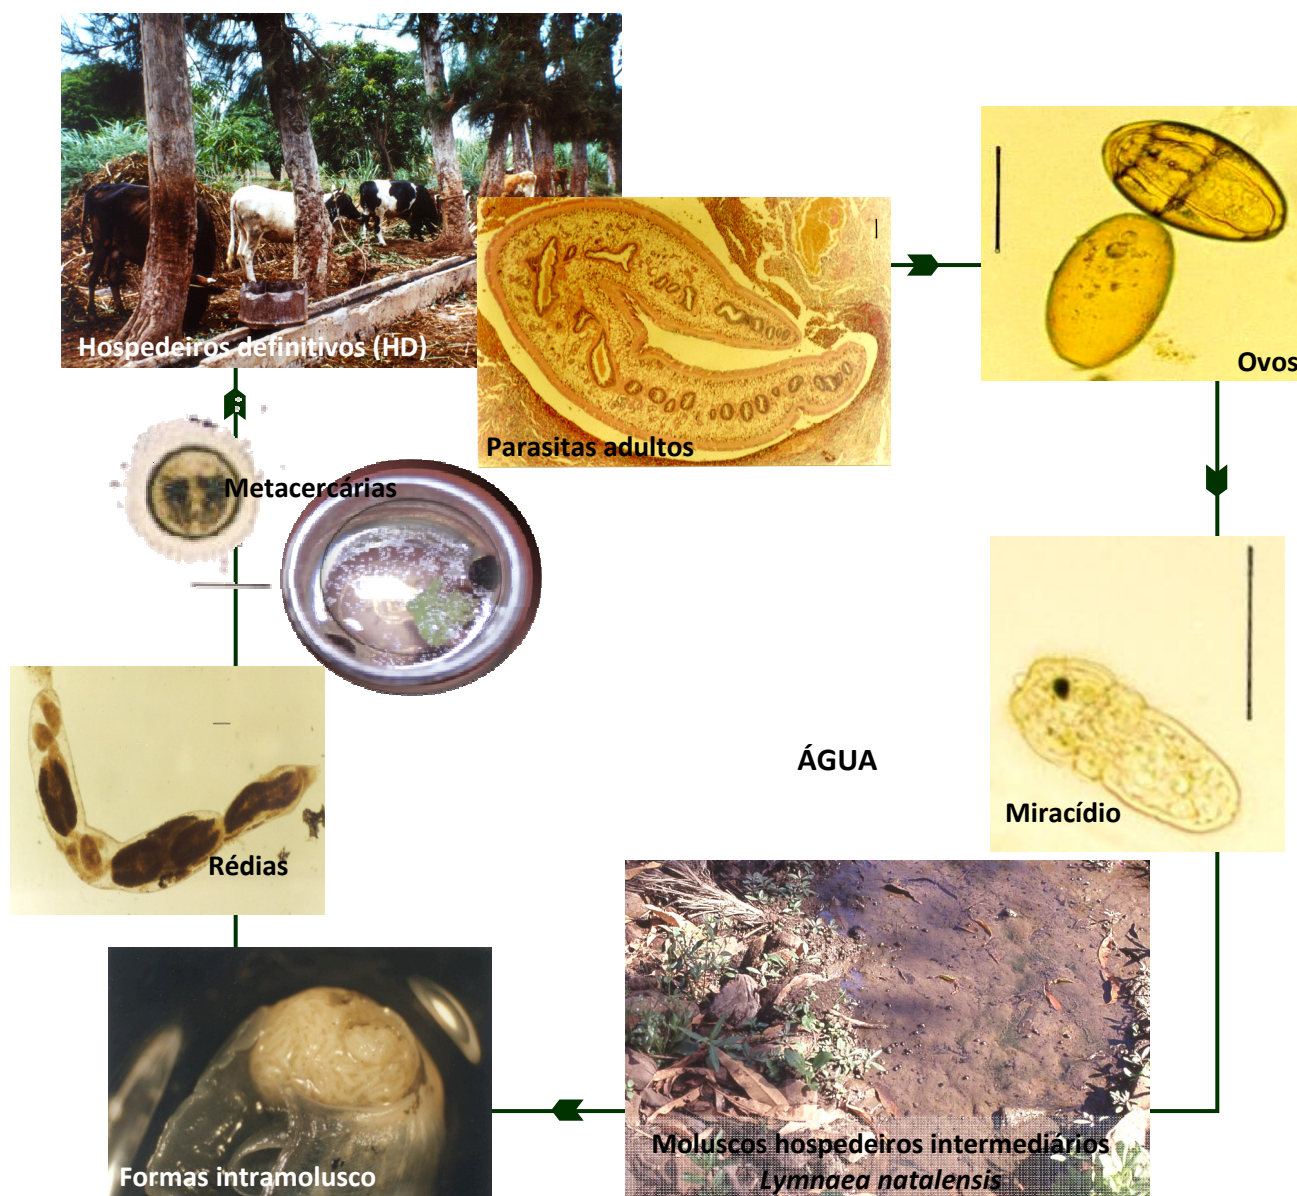 Hospedeiros definitivos (HD)
Parasitas adultos
Ovos
Metacercárias
ÁGUA
Miracídio
Rédias
Moluscos hospedeiros intermediários
Lymnaea natalensis
Formas intramolusco